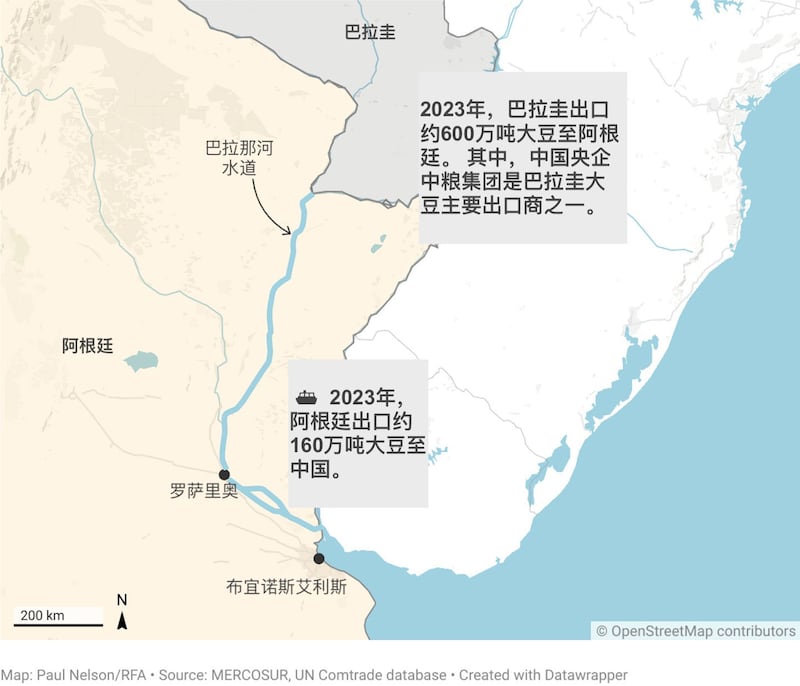 巴拉圭
2023年，巴拉圭出口
约600万吨大豆至阿根
廷。 其中，中国央企
中粮集团是巴拉圭大
豆主要出口商之一。
巴拉那河
水道
阿根廷
2023年，
阿根廷出口约
160万吨大豆至
中国。
罗萨里奥
布宜诺斯艾利斯
200 km
N
© OpenStreetMap contributors
Map: Paul Nelson/RFA • Source: MERCOSUR, UN Comtrade database • Created with Datawrapper